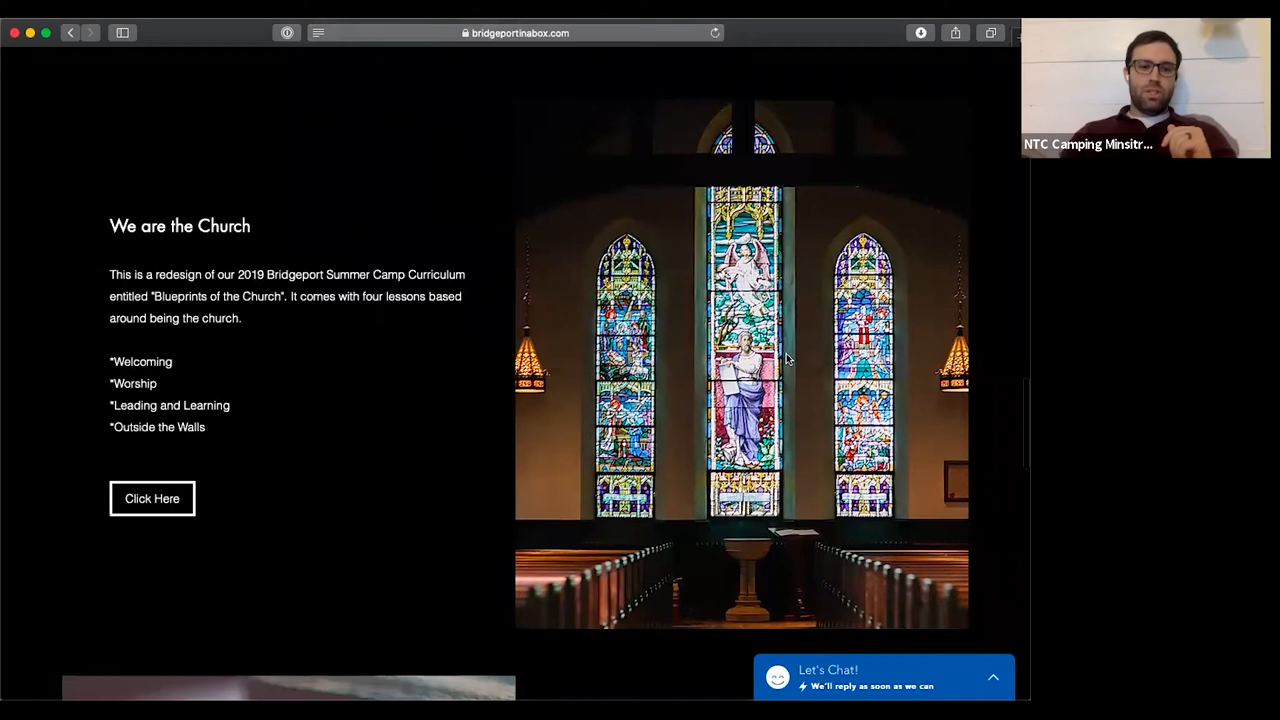 bridgeportinabox.com
NTC Camping Minsitr...
We are the Church
This is a redesign of our 2019 Bridgeport Summer Camp Curriculum
entitled "Blueprints of the Church". It comes with four lessons based
around being the church.
*Welcoming
*Worship
*Leading and Learning
*Outside the Walls
Click Here
Let's Chat!
We'll reply as soon as we can